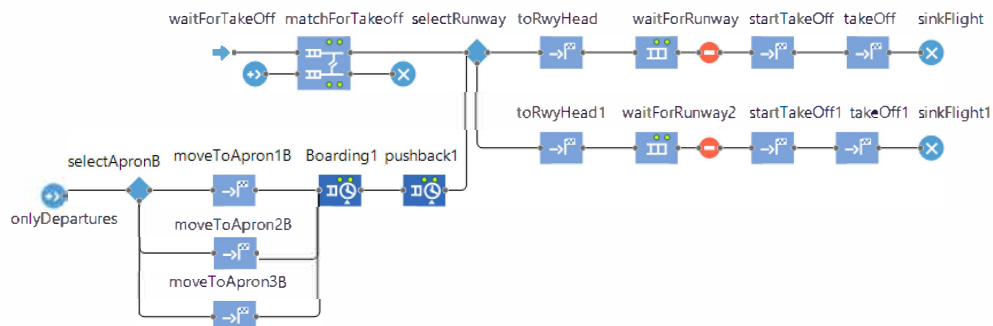 waitForTakeOff matchForTakeoff selectRunway toRwyHead waitForRunway startTakeOff takeOff sinkFlight
toRwyHead1 waitForRunway2 startTakeOff1 takeOff1 sinkFlight1
selectApronB moveToApron1B Boarding1 pushback1
onlyDepartures
moveToApron2B
moveToApron3B